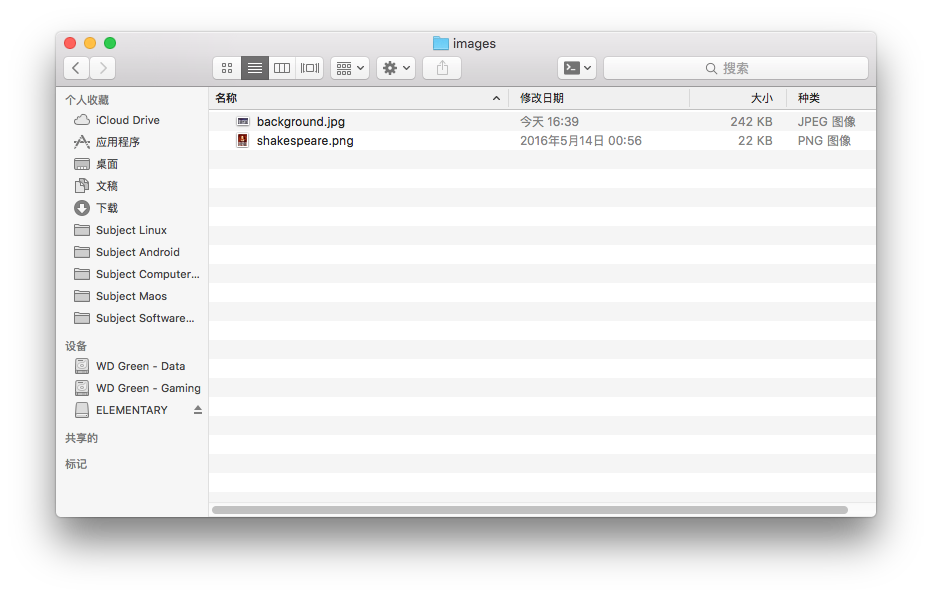 images
搜索
个人收藏
iCloud Drive
应用程序
桌面
文稿
下载
Subject Linux
Subject Android
Subject Computer...
Subject Maos
Subject Software...
设备
WD Green - Data
WD Green - Gaming
ELEMENTARY
共享的
标记
名称 修改日期 大小 种类
background.jpg 今天 16:39 242 KB JPEG 图像
shakespeare.png 2016年5月14日 00:56 22 KB PNG 图像